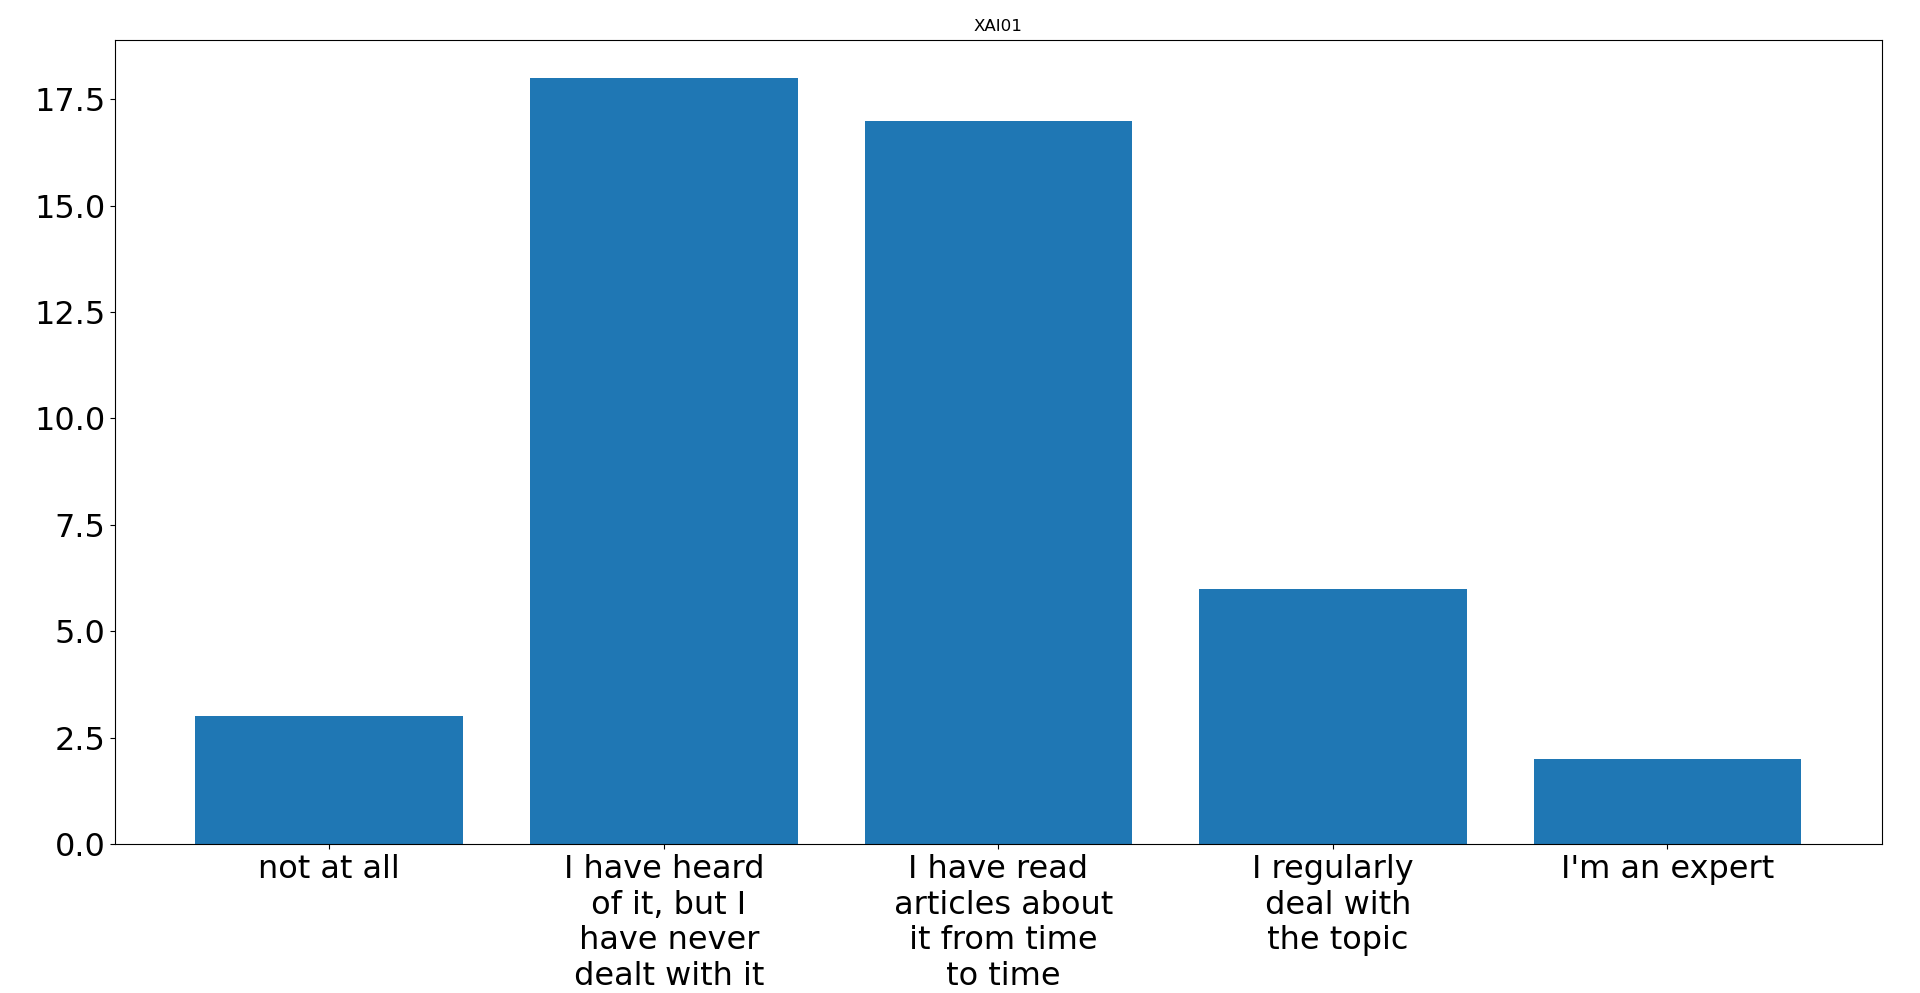 XAI01
17.5
15.0
12.5
10.0
7.5
5.0
2.5
0.0
not at all
I have heard
of it, but I
have never
dealt with it
I have read
articles about
it from time
to time
I regularly
deal with
the topic
I'm an expert